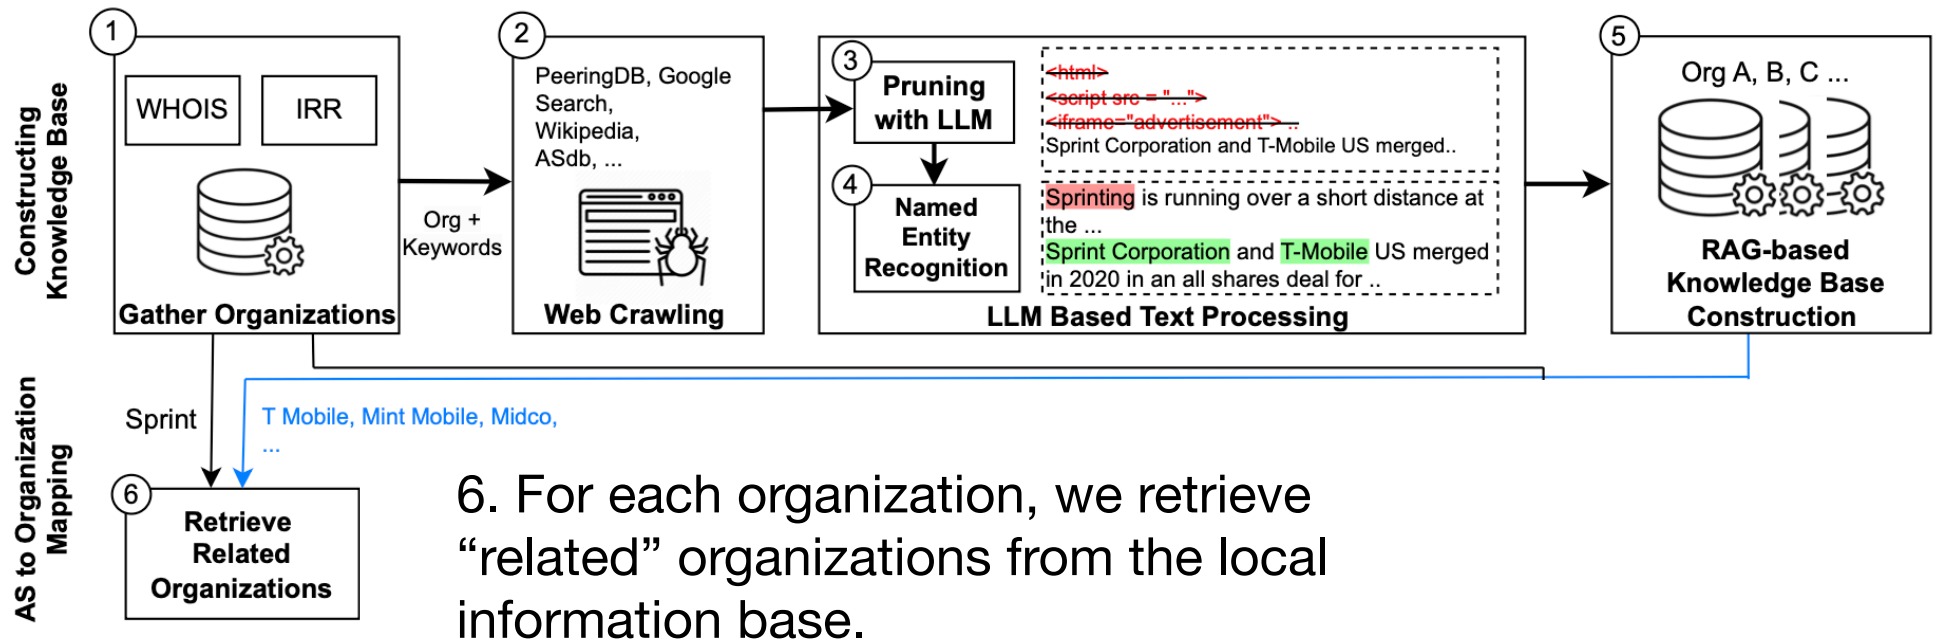 Constructing
Knowledge Base
1
WHOIS
IRR
Gather Organizations
Org +
Keywords
2
PeeringDB, Google
Search,
Wikipedia,
ASdb, ...
Web Crawling
3
Pruning
with LLM
<html>
<script src = "...">
<iframe="advertisement"> ..
Sprint Corporation and T-Mobile US merged..
4
Named
Entity
Recognition
Sprinting is running over a short distance at
the ...
Sprint Corporation and T-Mobile US merged
in 2020 in an all shares deal for ..
LLM Based Text Processing
5
Org A, B, C ...
RAG-based
Knowledge Base
Construction
AS to Organization
Mapping
Sprint
T Mobile, Mint Mobile, Midco,
...
6
Retrieve
Related
Organizations
6. For each organization, we retrieve
“related” organizations from the local
information base.